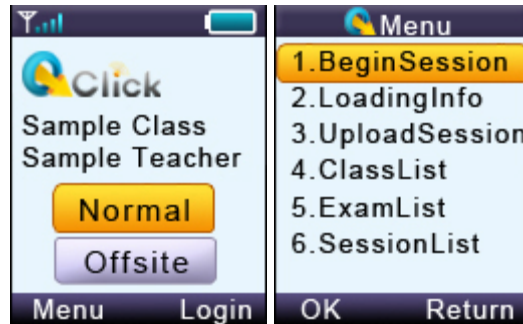 QClick
Sample Class
Sample Teacher
Normal
Offsite
Menu Login
Menu
1.BeginSession
2.LoadingInfo
3.UploadSession
4.ClassList
5.ExamList
6.SessionList
OK Return